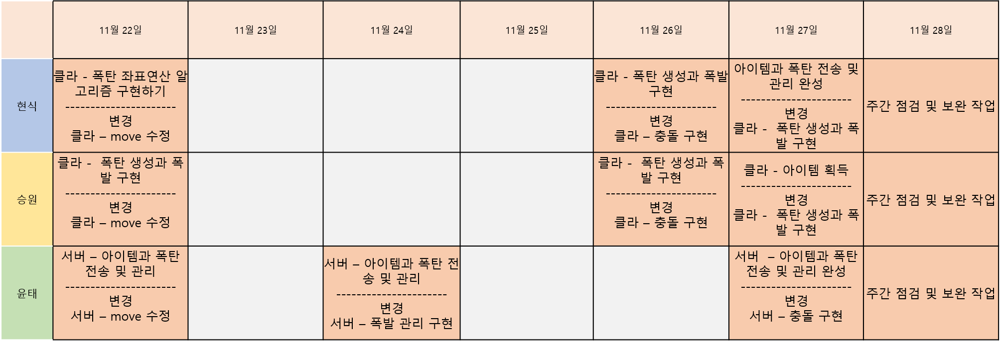 11월 22일
11월 23일
11월 24일
11월 25일
11월 26일
11월 27일
11월 28일
현식
클라 - 폭탄 좌표연산 알
고리즘 구현하기
----------------------
변경
클라 – move 수정
클라 - 폭탄 생성과 폭발
구현
----------------------
변경
클라 – 충돌 구현
아이템과 폭탄 전송 및
관리 완성
----------------------
변경
클라 -  폭탄 생성과 폭
발 구현
주간 점검 및 보완 작업
승원
클라 -  폭탄 생성과 폭
발 구현
----------------------
변경
클라 – move 수정
클라 -  폭탄 생성과 폭
발 구현
----------------------
변경
클라 – 충돌 구현
클라 - 아이템 획득
----------------------
변경
클라 -  폭탄 생성과 폭
발 구현
주간 점검 및 보완 작업
윤태
서버 – 아이템과 폭탄
전송 및 관리
----------------------
변경
서버 – move 수정
서버 – 아이템과 폭탄 전
송 및 관리
----------------------
변경
서버 – 폭발 관리 구현
서버  – 아이템과 폭탄
전송 및 관리 완성
----------------------
변경
서버 – 충돌 구현
주간 점검 및 보완 작업